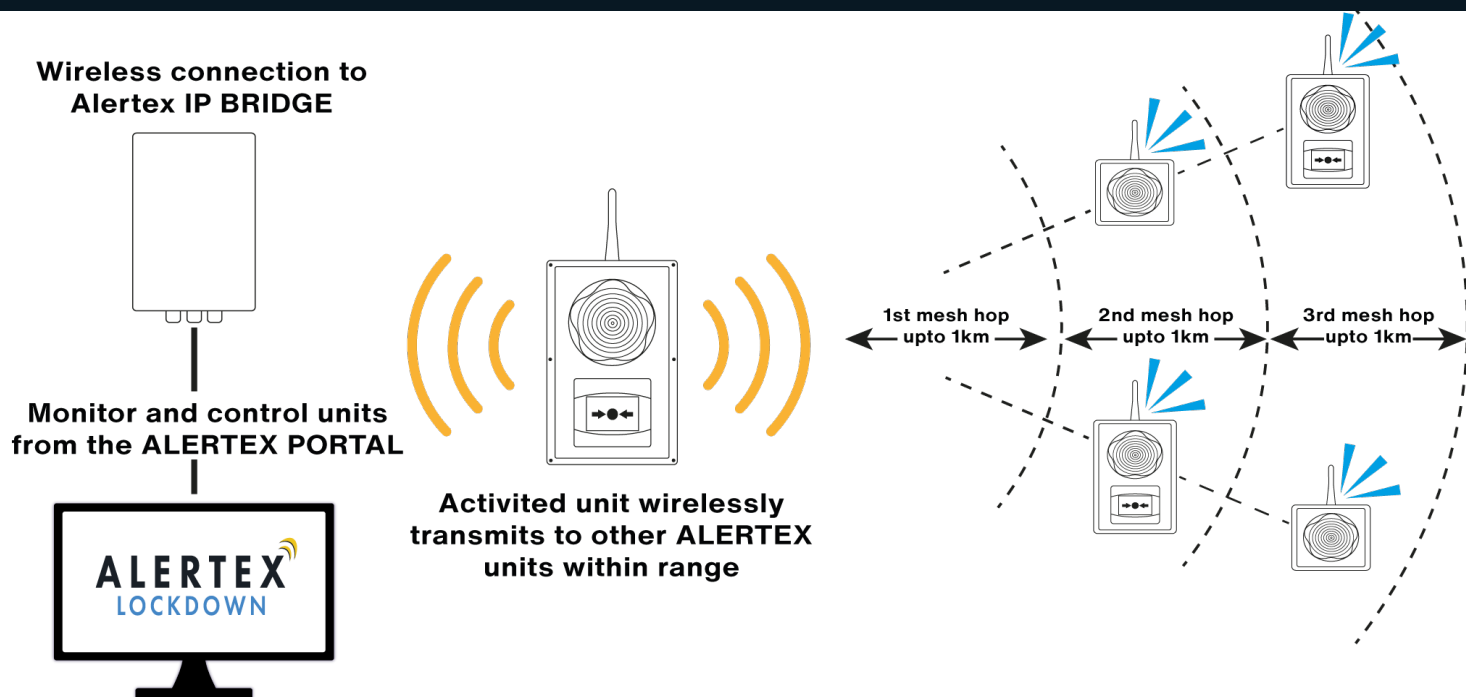 Wireless connection to
Alertex IP BRIDGE
Monitor and control units
from the ALERTEX PORTAL
ALERTEX
LOCKDOWN
Activited unit wirelessly
transmits to other ALERTEX
units within range
1st mesh hop
upto 1km
2nd mesh hop
upto 1km
3rd mesh hop
upto 1km